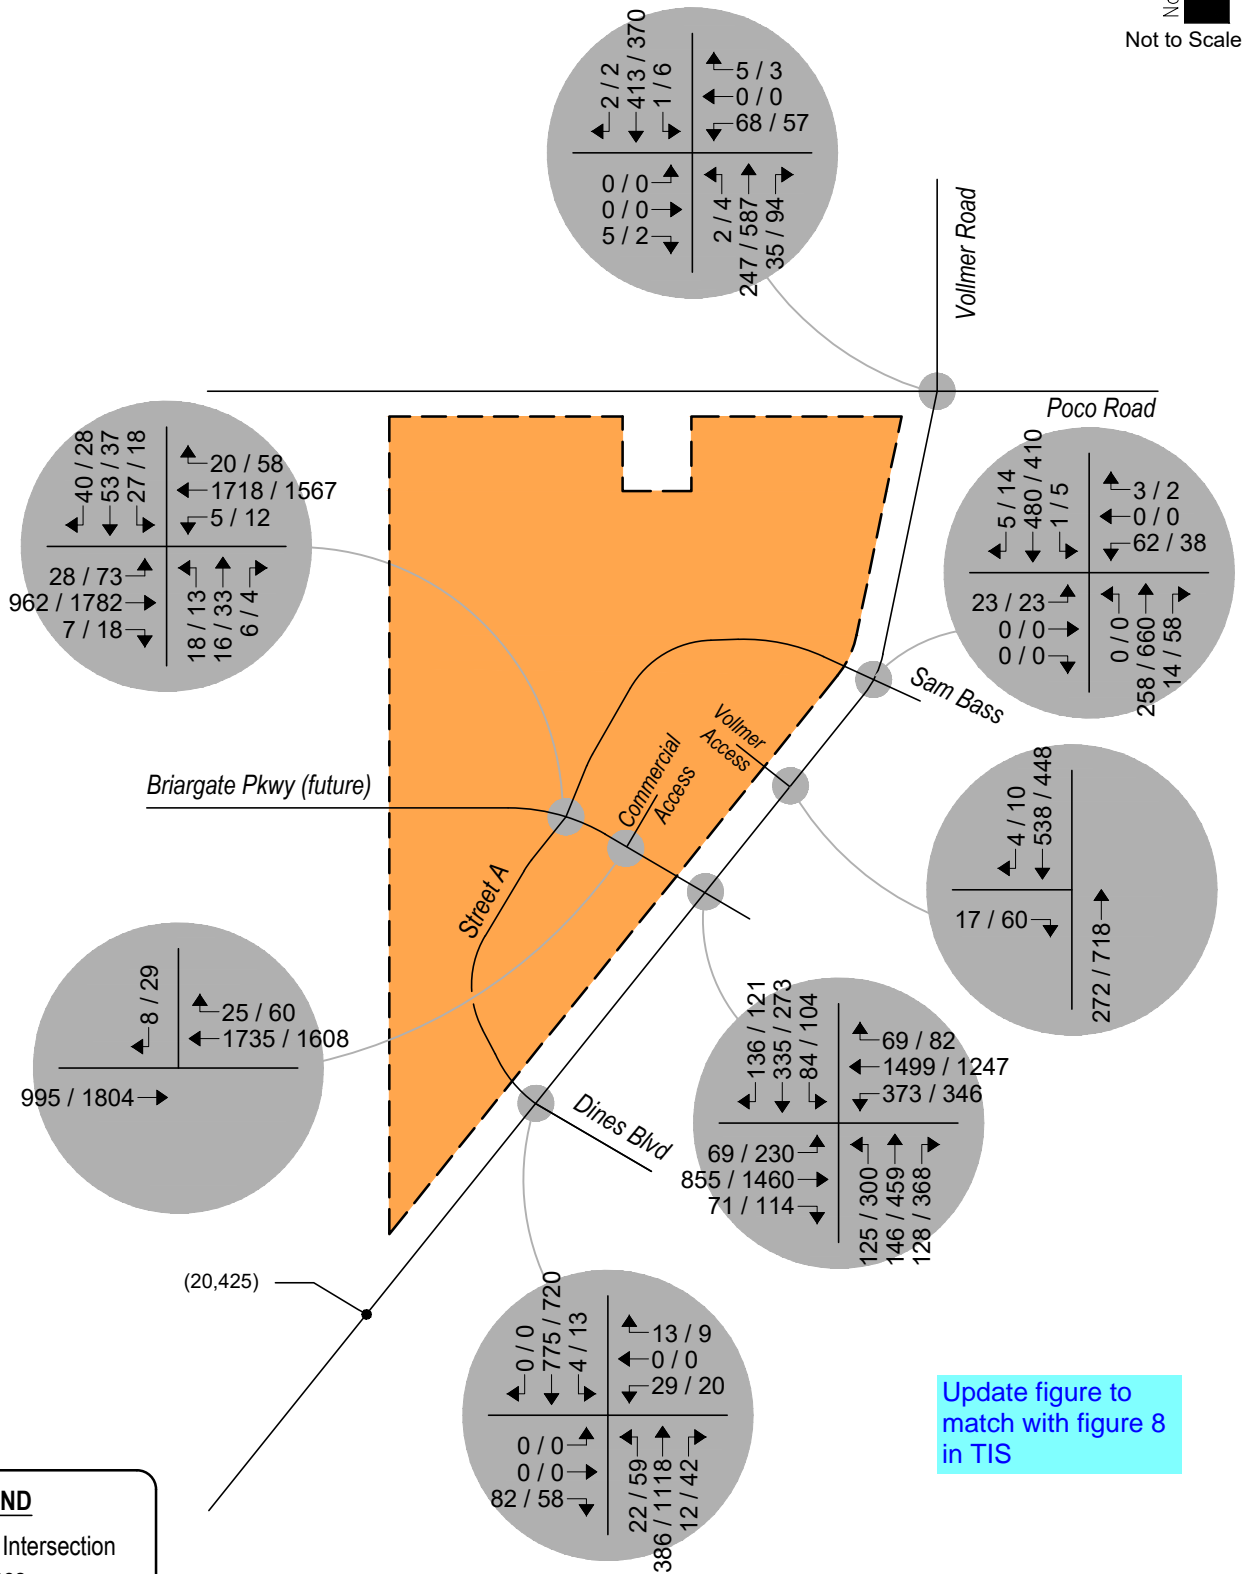 No
Not to Scale
2 / 2
413 / 370
1 / 6
5 / 3
0 / 0
68 / 57
0 / 0
0 / 0
5 / 2
2 / 4
247 / 587
35 / 94
Vollmer Road
Poco Road
40 / 28
53 / 37
27 / 18
20 / 58
1718 / 1567
5 / 12
28 / 73
962 / 1782
7 / 18
18 / 13
16 / 33
6 / 4
5 / 14
480 / 410
1 / 5
3 / 2
0 / 0
62 / 38
23 / 23
0 / 0
0 / 0
0 / 0
258 / 660
14 / 58
Sam Bass
Vollmer
Access
Commercial
Access
Briargate Pkwy (future)
Street A
4 / 10
538 / 448
17 / 60
272 / 718
8 / 29
25 / 60
1735 / 1608
995 / 1804
136 / 121
335 / 273
84 / 104
69 / 82
1499 / 1247
373 / 346
69 / 230
855 / 1460
71 / 114
125 / 300
146 / 459
128 / 368
Dines Blvd
(20,425)
0 / 0
775 / 720
4 / 13
13 / 9
0 / 0
29 / 20
0 / 0
0 / 0
82 / 58
22 / 59
386 / 1118
12 / 42
Update figure to
match with figure 8
in TIS
ND
Intersection